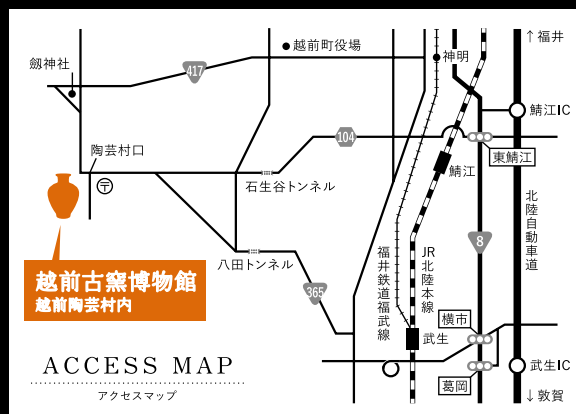 ↑福井
越前町役場
神明
劔神社
417
鯖江IC
104
東鯖江
陶芸村口
〒
鯖江
石生谷トンネル
北陸自動車道
8
八田トンネル
福井鉄道福武線
JR北陸本線
越前古窯博物館
越前陶芸村内
365
横市
武生
ACCESS MAP
アクセスマップ
武生IC
葛岡
↓敦賀